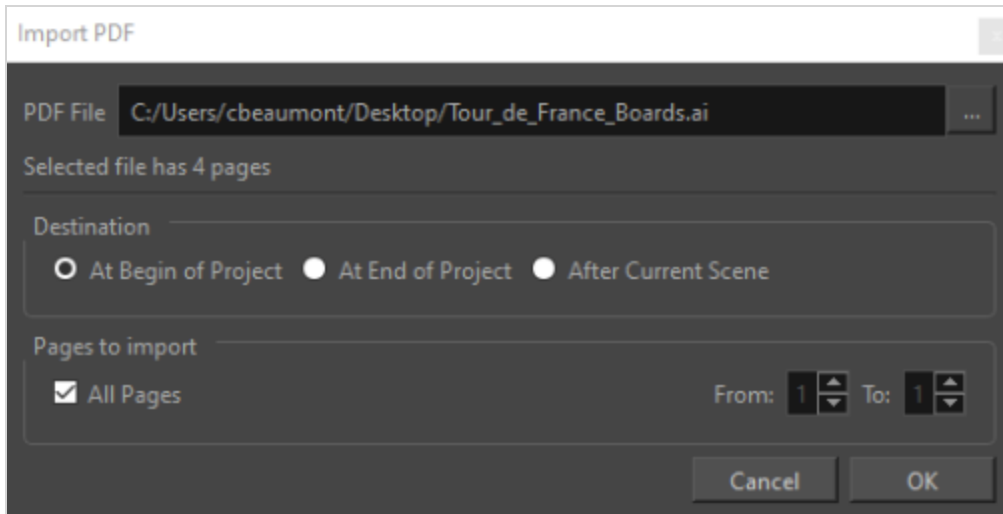 Import PDF
PDF File C:/Users/cbeaumont/Desktop/Tour_de_France_Boards.ai ...
Selected file has 4 pages
Destination
At Begin of Project At End of Project After Current Scene
Pages to import
All Pages From: 1 To: 1
Cancel OK